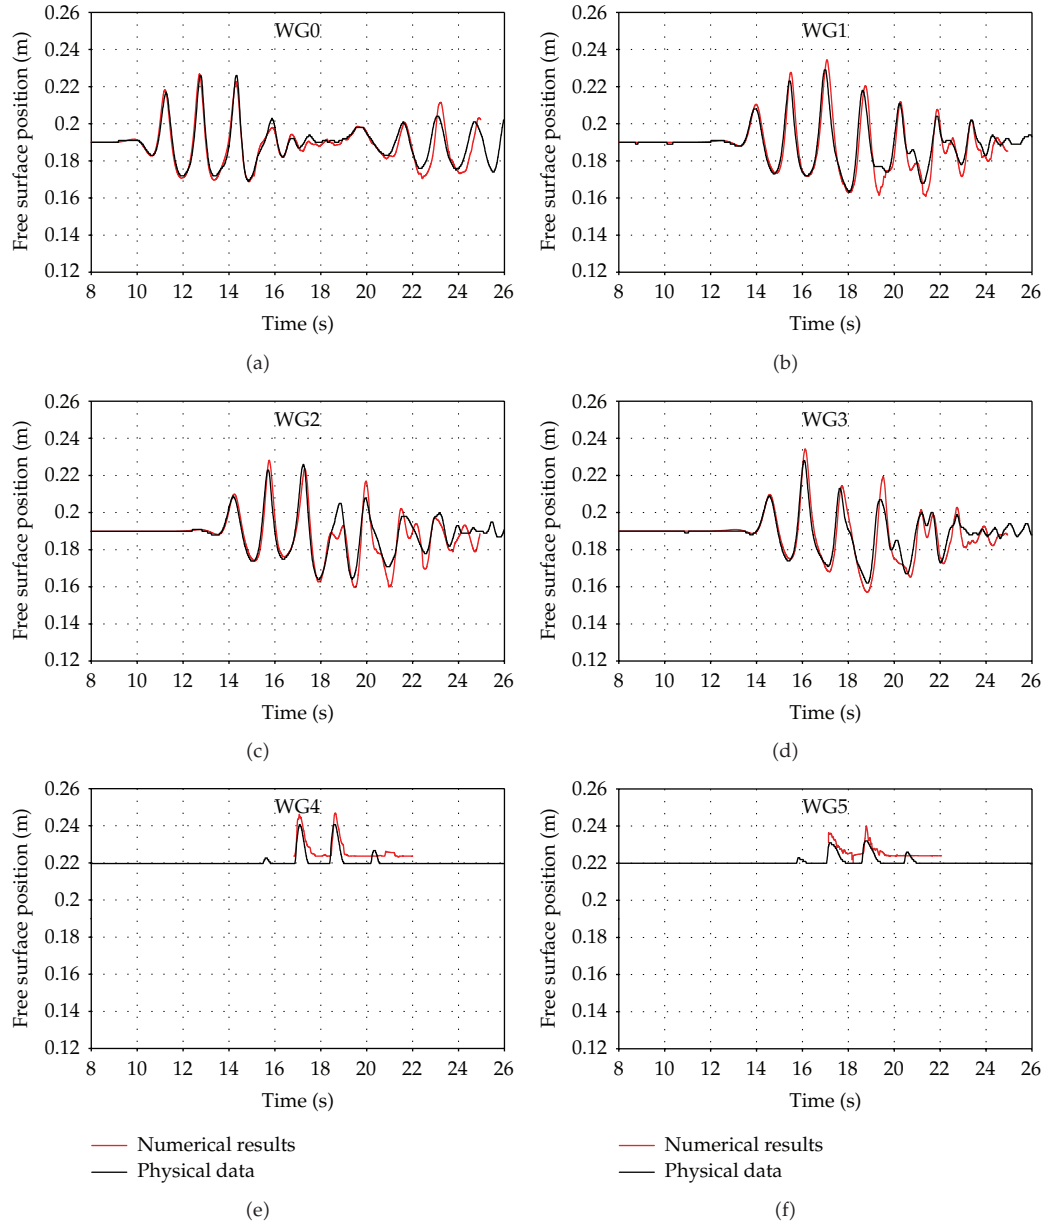 WG0
Free surface position (m)
0.26
0.24
0.22
0.2
0.18
0.16
0.14
0.12
8 10 12 14 16 18 20 22 24 26
Time (s)
(a)
WG1
Free surface position (m)
0.26
0.24
0.22
0.2
0.18
0.16
0.14
0.12
8 10 12 14 16 18 20 22 24 26
Time (s)
(b)
WG2
Free surface position (m)
0.26
0.24
0.22
0.2
0.18
0.16
0.14
0.12
8 10 12 14 16 18 20 22 24 26
Time (s)
(c)
WG3
Free surface position (m)
0.26
0.24
0.22
0.2
0.18
0.16
0.14
0.12
8 10 12 14 16 18 20 22 24 26
Time (s)
(d)
WG4
Free surface position (m)
0.26
0.24
0.22
0.2
0.18
0.16
0.14
0.12
8 10 12 14 16 18 20 22 24 26
Time (s)
Numerical results
Physical data
(e)
WG5
Free surface position (m)
0.26
0.24
0.22
0.2
0.18
0.16
0.14
0.12
8 10 12 14 16 18 20 22 24 26
Time (s)
Numerical results
Physical data
(f)